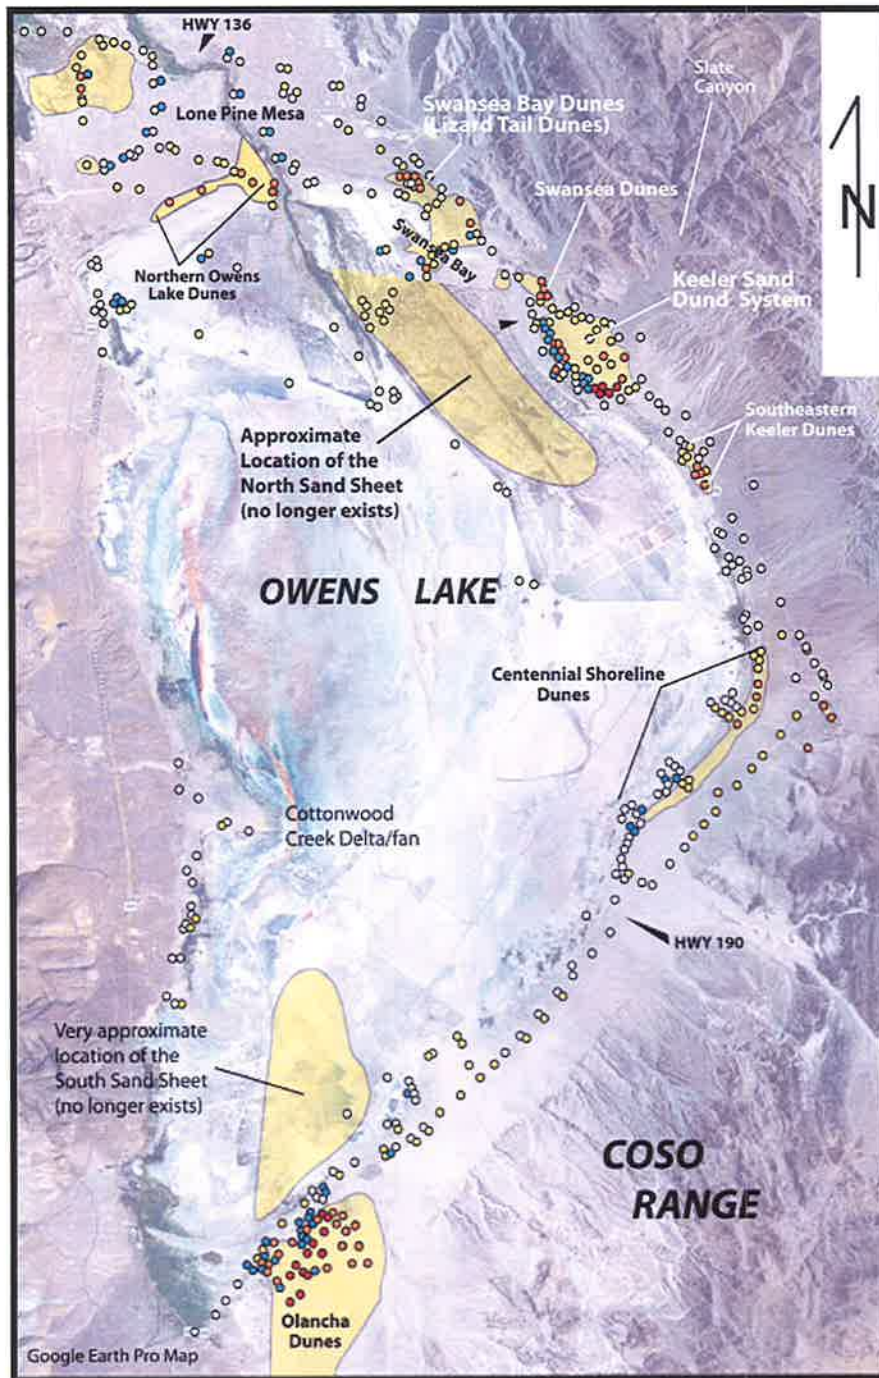 HWY 136
Slate
Canyon
Lone Pine Mesa
Swansea Bay Dunes
(Lizard Tail Dunes)
Swansea Dunes
N
Swansea Bay
Northern Owens
Lake Dunes
Keeler Sand
Dund System
Southeastern
Keeler Dunes
Approximate
Location of the
North Sand Sheet
(no longer exists)
OWENS LAKE
Centennial Shoreline
Dunes
Cottonwood
Creek Delta/fan
HWY 190
Very approximate
location of the
South Sand Sheet
(no longer exists)
COSO
RANGE
Olancha
Dunes
Google Earth Pro Map